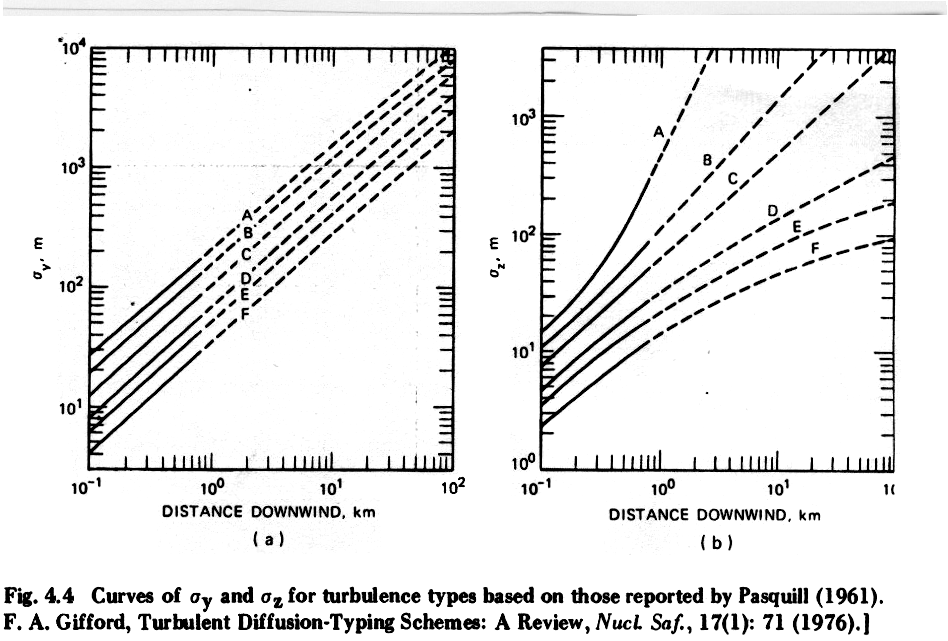 10⁴
10³
10²
10¹
σy, m
A
B
C
D
E
F
10⁻¹ 10⁰ 10¹ 10²
DISTANCE DOWNWIND, km
(a)
10³
10²
10¹
10⁰
σz, m
A
B
C
D
E
F
10⁻¹ 10⁰ 10¹ 1(
DISTANCE DOWNWIND, km
(b)
Fig. 4.4 Curves of σy and σz for turbulence types based on those reported by Pasquill (1961).
F. A. Gifford, Turbulent Diffusion-Typing Schemes: A Review, Nucl. Saf., 17(1): 71 (1976).]